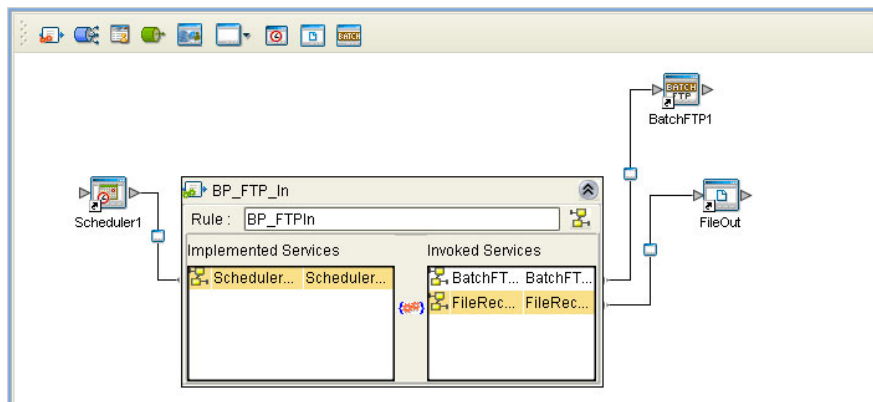 BATCH
BATCH
FTP
BatchFTP1
Scheduler1
FileOut
BP_FTP_In
Rule : BP_FTPIn
Implemented Services
Invoked Services
Scheduler... Scheduler...
BatchFT... BatchFT...
FileRec... FileRec...